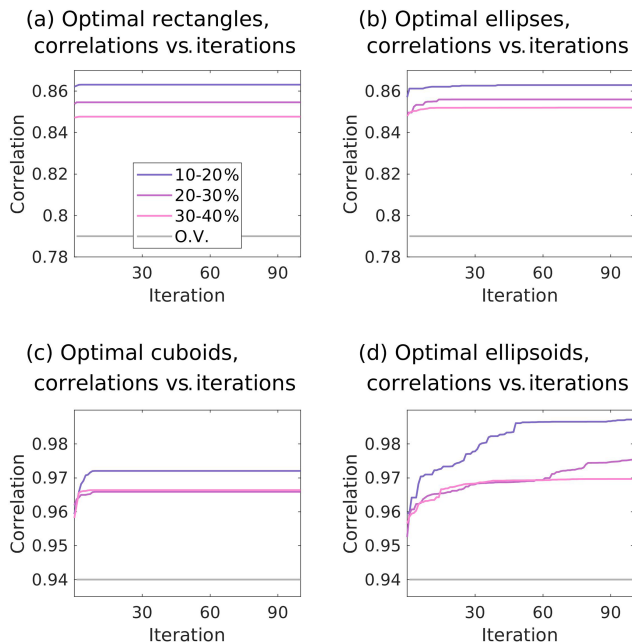 (a) Optimal rectangles,
correlations vs. iterations
0.86
0.84
0.82
0.8
0.78
Correlation
10-20%
20-30%
30-40%
O.V.
30
60
90
Iteration
(b) Optimal ellipses,
correlations vs. iterations
0.86
0.84
0.82
0.8
0.78
Correlation
30
60
90
Iteration
(c) Optimal cuboids,
correlations vs. iterations
0.98
0.97
0.96
0.95
0.94
Correlation
30
60
90
Iteration
(d) Optimal ellipsoids,
correlations vs. iterations
0.98
0.97
0.96
0.95
0.94
Correlation
30
60
90
Iteration